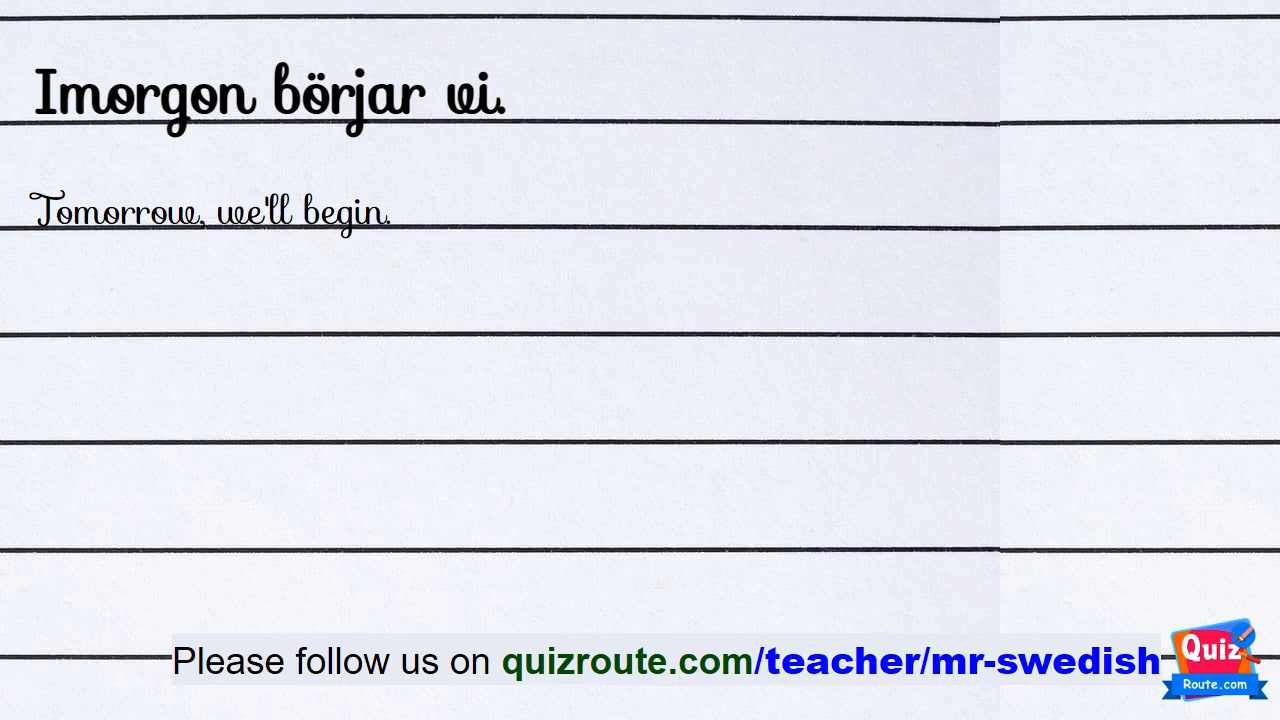 Imorgon börjar vi.
Tomorrow, we'll begin.
Please follow us on quizroute.com/teacher/mr-swedish
Quiz
Route.com